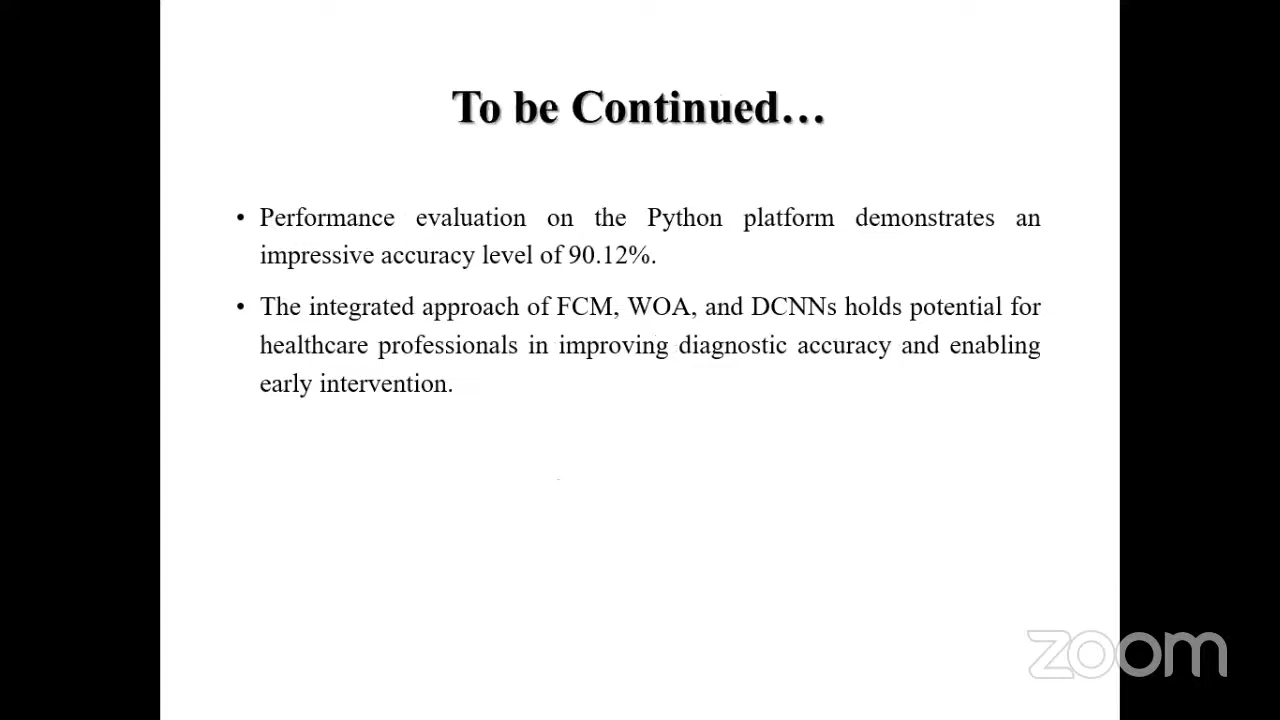 To be Continued…
• Performance evaluation on the Python platform demonstrates an
impressive accuracy level of 90.12%.
• The integrated approach of FCM, WOA, and DCNNs holds potential for
healthcare professionals in improving diagnostic accuracy and enabling
early intervention.
zoom